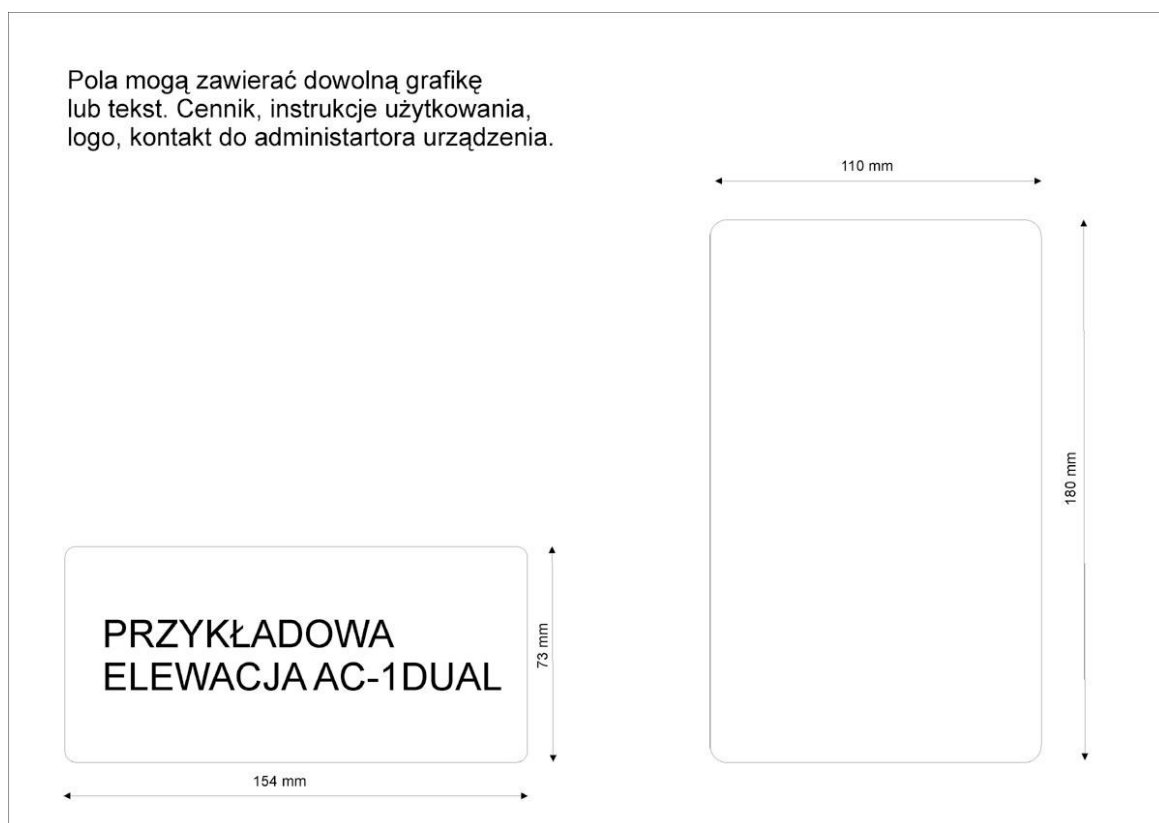 Pola mogą zawierać dowolną grafikę
lub tekst. Cennik, instrukcje użytkowania,
logo, kontakt do administartora urządzenia.
110 mm
180 mm
PRZYKŁADOWA
ELEWACJA AC-1DUAL
73 mm
154 mm